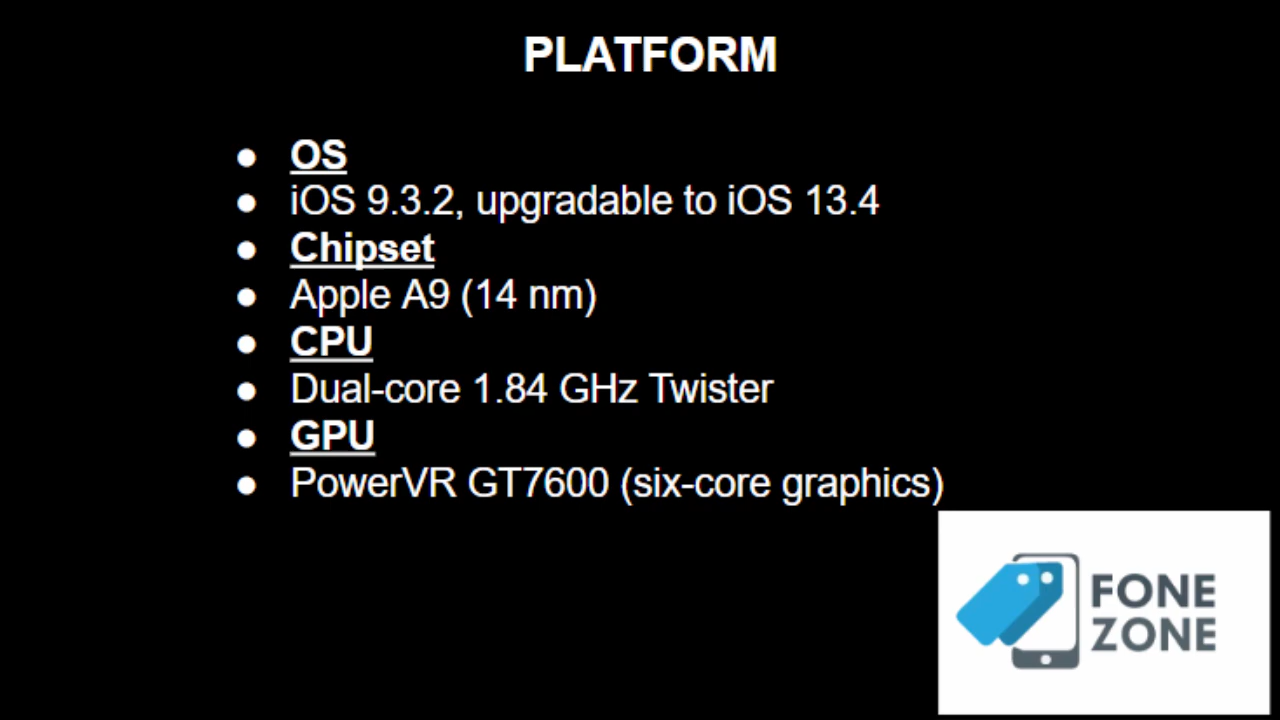 PLATFORM
● OS
● iOS 9.3.2, upgradable to iOS 13.4
● Chipset
● Apple A9 (14 nm)
● CPU
● Dual-core 1.84 GHz Twister
● GPU
● PowerVR GT7600 (six-core graphics)
FONE
ZONE